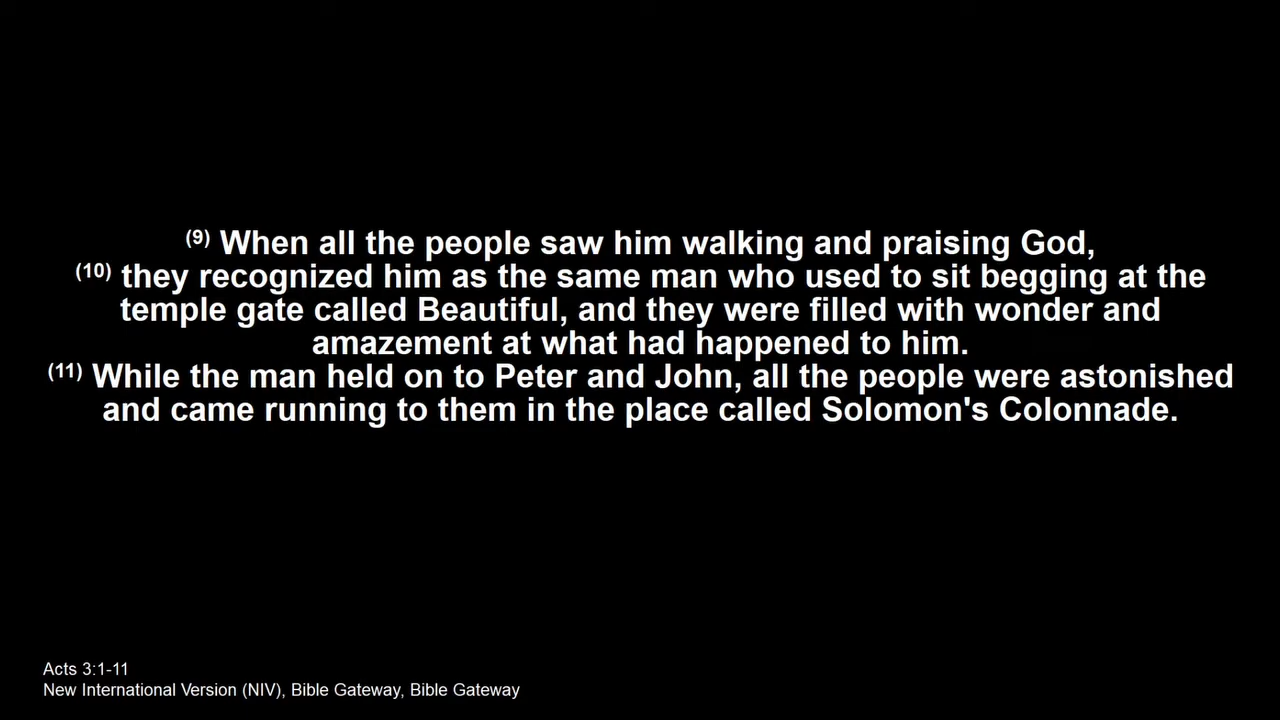 (9) When all the people saw him walking and praising God,
(10) they recognized him as the same man who used to sit begging at the
temple gate called Beautiful, and they were filled with wonder and
amazement at what had happened to him.
(11) While the man held on to Peter and John, all the people were astonished
and came running to them in the place called Solomon's Colonnade.
Acts 3:1-11
New International Version (NIV), Bible Gateway, Bible Gateway